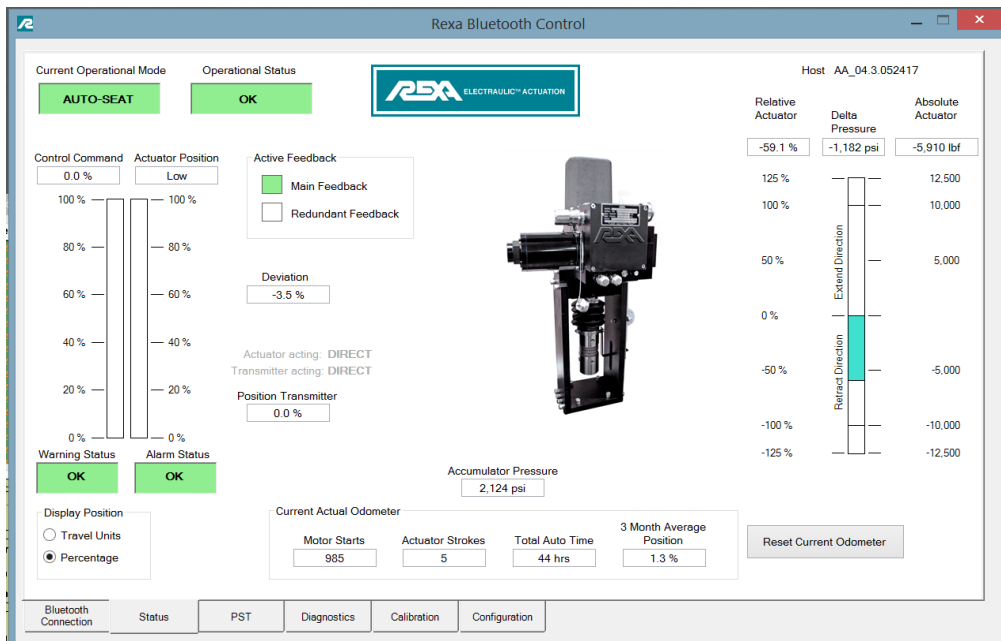 Rexa Bluetooth Control
Current Operational Mode
AUTO-SEAT
Operational Status
OK
REXA ELECTRAULIC™ ACTUATION
Host AA_04.3.052417
Relative
Actuator
-59.1 %
Delta
Pressure
-1,182 psi
Absolute
Actuator
-5,910 lbf
Control Command
0.0 %
Actuator Position
Low
100 % 100 %
80 % 80 %
60 % 60 %
40 % 40 %
20 % 20 %
0 % 0 %
Active Feedback
Main Feedback
Redundant Feedback
Deviation
-3.5 %
Actuator acting: DIRECT
Transmitter acting: DIRECT
Position Transmitter
0.0 %
REXA
125 % 12,500
100 % 10,000
50 % 5,000
0 % 0
-50 % -5,000
-100 % -10,000
-125 % -12,500
Extend Direction
Retract Direction
Warning Status
OK
Alarm Status
OK
Accumulator Pressure
2,124 psi
Display Position
Travel Units
Percentage
Current Actual Odometer
Motor Starts
985
Actuator Strokes
5
Total Auto Time
44 hrs
3 Month Average
Position
1.3 %
Reset Current Odometer
Bluetooth
Connection
Status
PST
Diagnostics
Calibration
Configuration